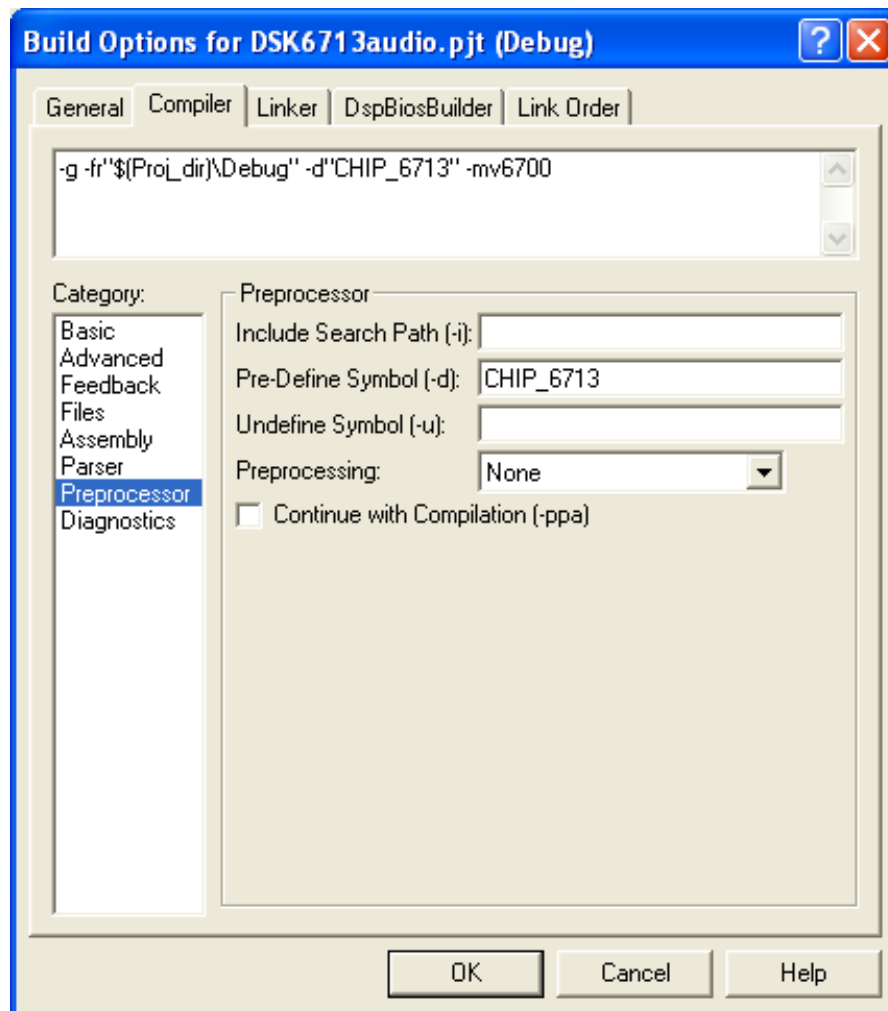 Build Options for DSK6713audio.pjt (Debug)
General Compiler Linker DspBiosBuilder Link Order
-g -fr"$(Proj_dir)\Debug" -d"CHIP_6713" -mv6700
Category:
Basic
Advanced
Feedback
Files
Assembly
Parser
Preprocessor
Diagnostics
Preprocessor
Include Search Path (-i):
Pre-Define Symbol (-d): CHIP_6713
Undefine Symbol (-u):
Preprocessing: None
Continue with Compilation (-ppa)
OK Cancel Help